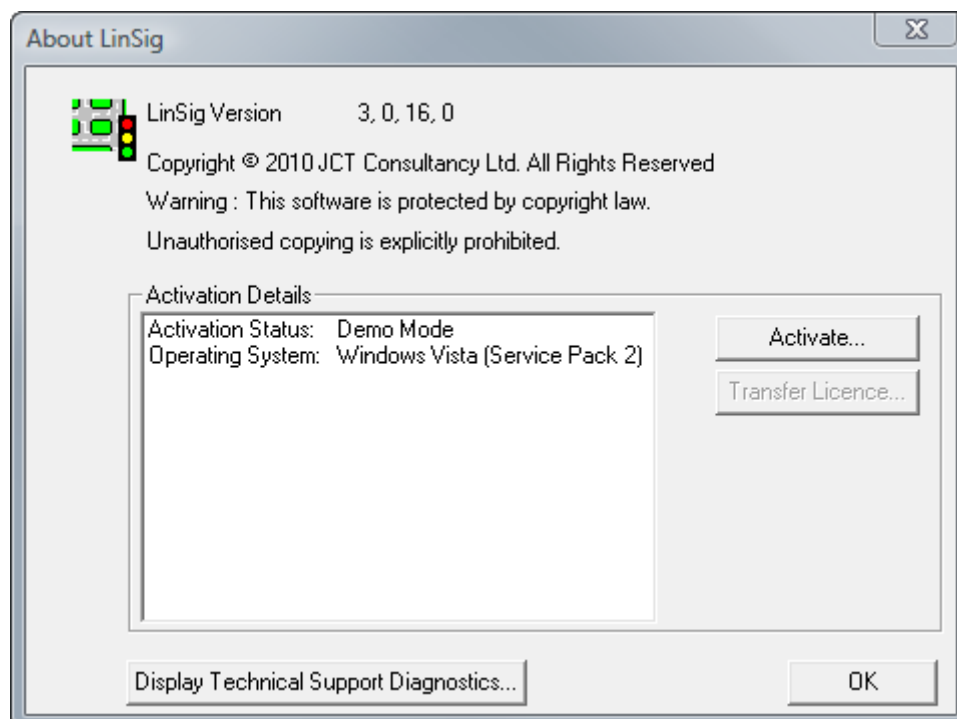 About LinSig
LinSig Version 3, 0, 16, 0
Copyright © 2010 JCT Consultancy Ltd. All Rights Reserved
Warning : This software is protected by copyright law.
Unauthorised copying is explicitly prohibited.
Activation Details
Activation Status: Demo Mode
Operating System: Windows Vista (Service Pack 2)
Activate...
Transfer Licence...
Display Technical Support Diagnostics...
OK